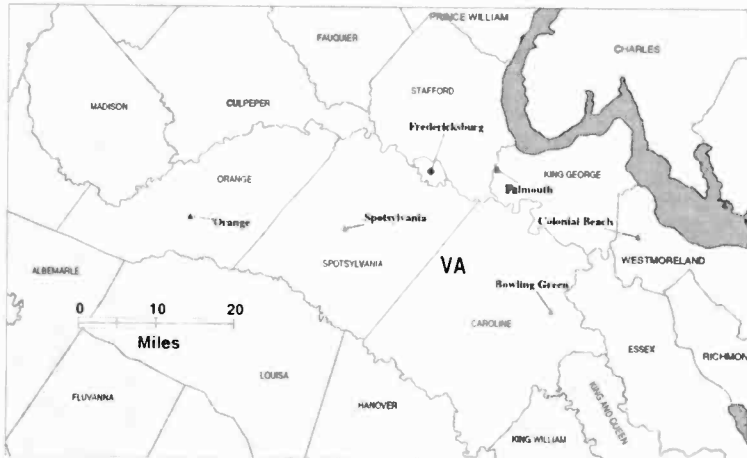 PRINCE WILLIAM
FAUQUIER
CHARLES
STAFFORD
MADISON
CULPEPER
Fredericksburg
ORANGE
KING GEORGE
Falmouth
Orange
Spotsylvania
Colonial Beach
SPOTSYLVANIA
VA
WESTMORELAND
ALBEMARLE
Bowling Green
0 10 20
Miles
CAROLINE
ESSEX
RICHMON
LOUISA
FLUVANNA
HANOVER
KING AND QUEEN
KING WILLIAM